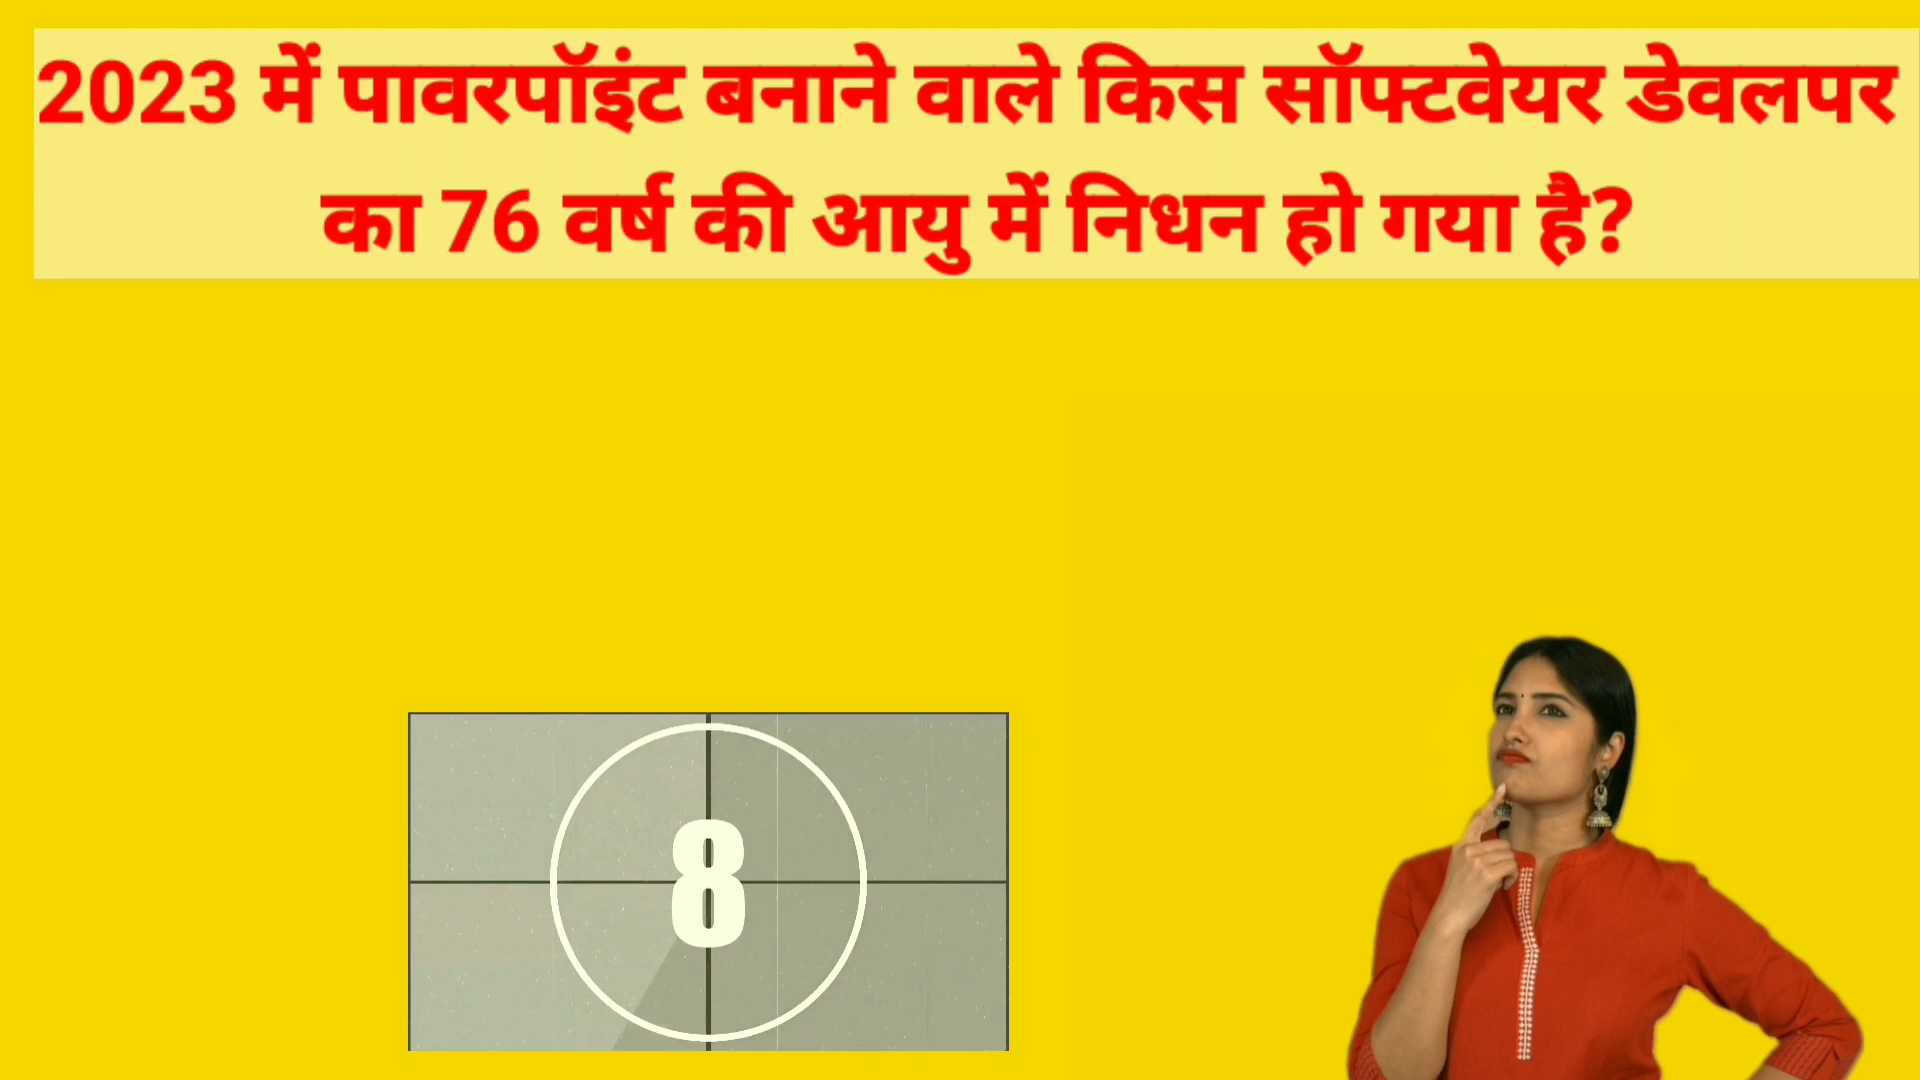 2023 में पावरपॉइंट बनाने वाले किस सॉफ्टवेयर डेवलपर
का 76 वर्ष की आयु में निधन हो गया है?
8